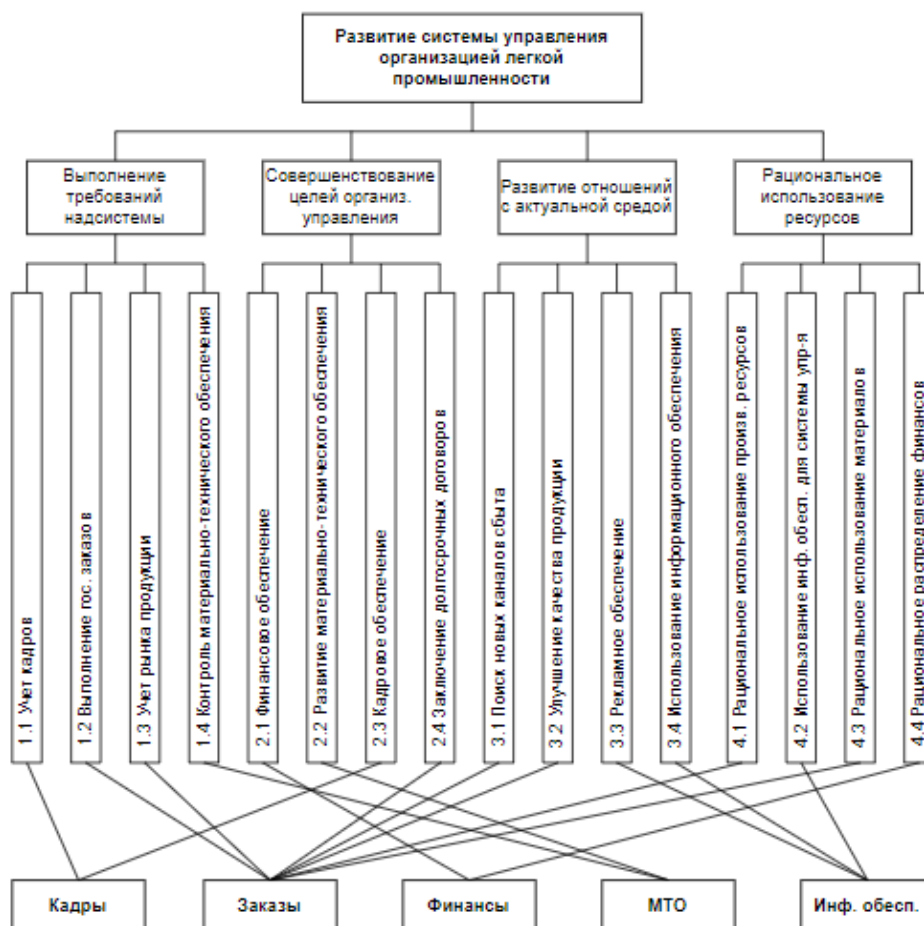 Развитие системы управления
организацией легкой
промышленности
Выполнение
требований
надсистемы
Совершенствование
целей организ.
управления
Развитие отношений
с актуальной средой
Рациональное
использование
ресурсов
1.1 Учет кадров
1.2 Выполнение гос. заказов
1.3 Учет рынка продукции
1.4 Контроль материально-технического обеспечения
2.1 Финансовое обеспечение
2.2 Развитие материально-технического обеспечения
2.3 Кадровое обеспечение
2.4 Заключение долгосрочных договоров
3.1 Поиск новых каналов сбыта
3.2 Улучшение качества продукции
3.3 Рекламное обеспечение
3.4 Использование информационного обеспечения
4.1 Рациональное использование произв. ресурсов
4.2 Использование инф. обесп. для системы упр-я
4.3 Рациональное использование материалов
4.4 Рациональное распределение финансов
Кадры
Заказы
Финансы
МТО
Инф. обесп.